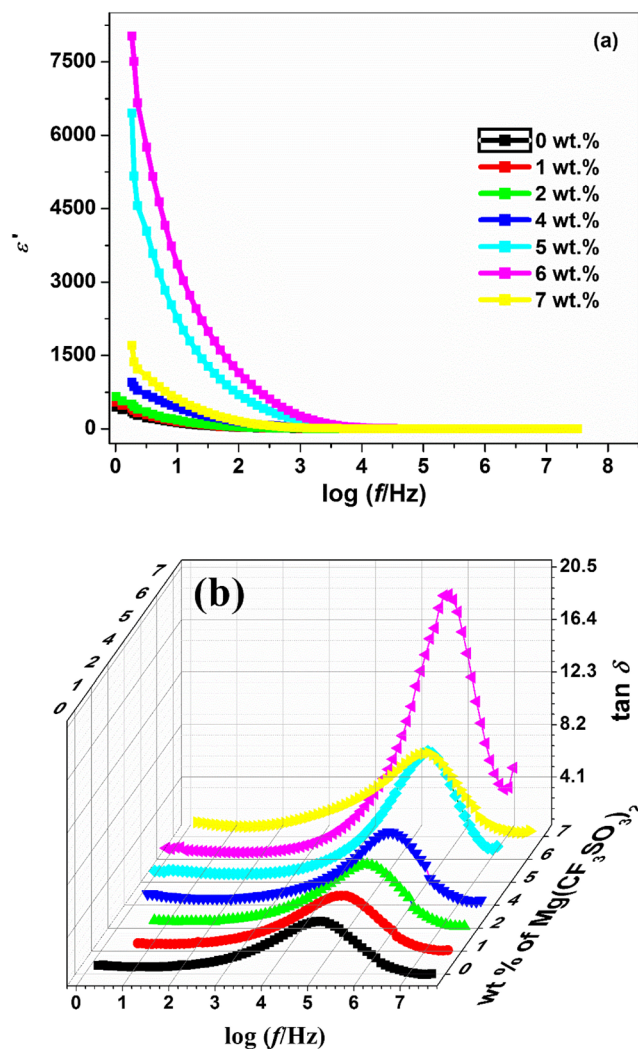 (a)
7500
6000
4500
3000
1500
0
ε'
0 wt.%
1 wt.%
2 wt.%
4 wt.%
5 wt.%
6 wt.%
7 wt.%
0 1 2 3 4 5 6 7 8
log (f/Hz)
(b)
7
6
5
4
2
1
0
20.5
16.4
12.3
8.2
4.1
tan δ
7
6
5
4
2
1
0
wt % of Mg(CF3SO3)2
0 1 2 3 4 5 6 7
log (f/Hz)